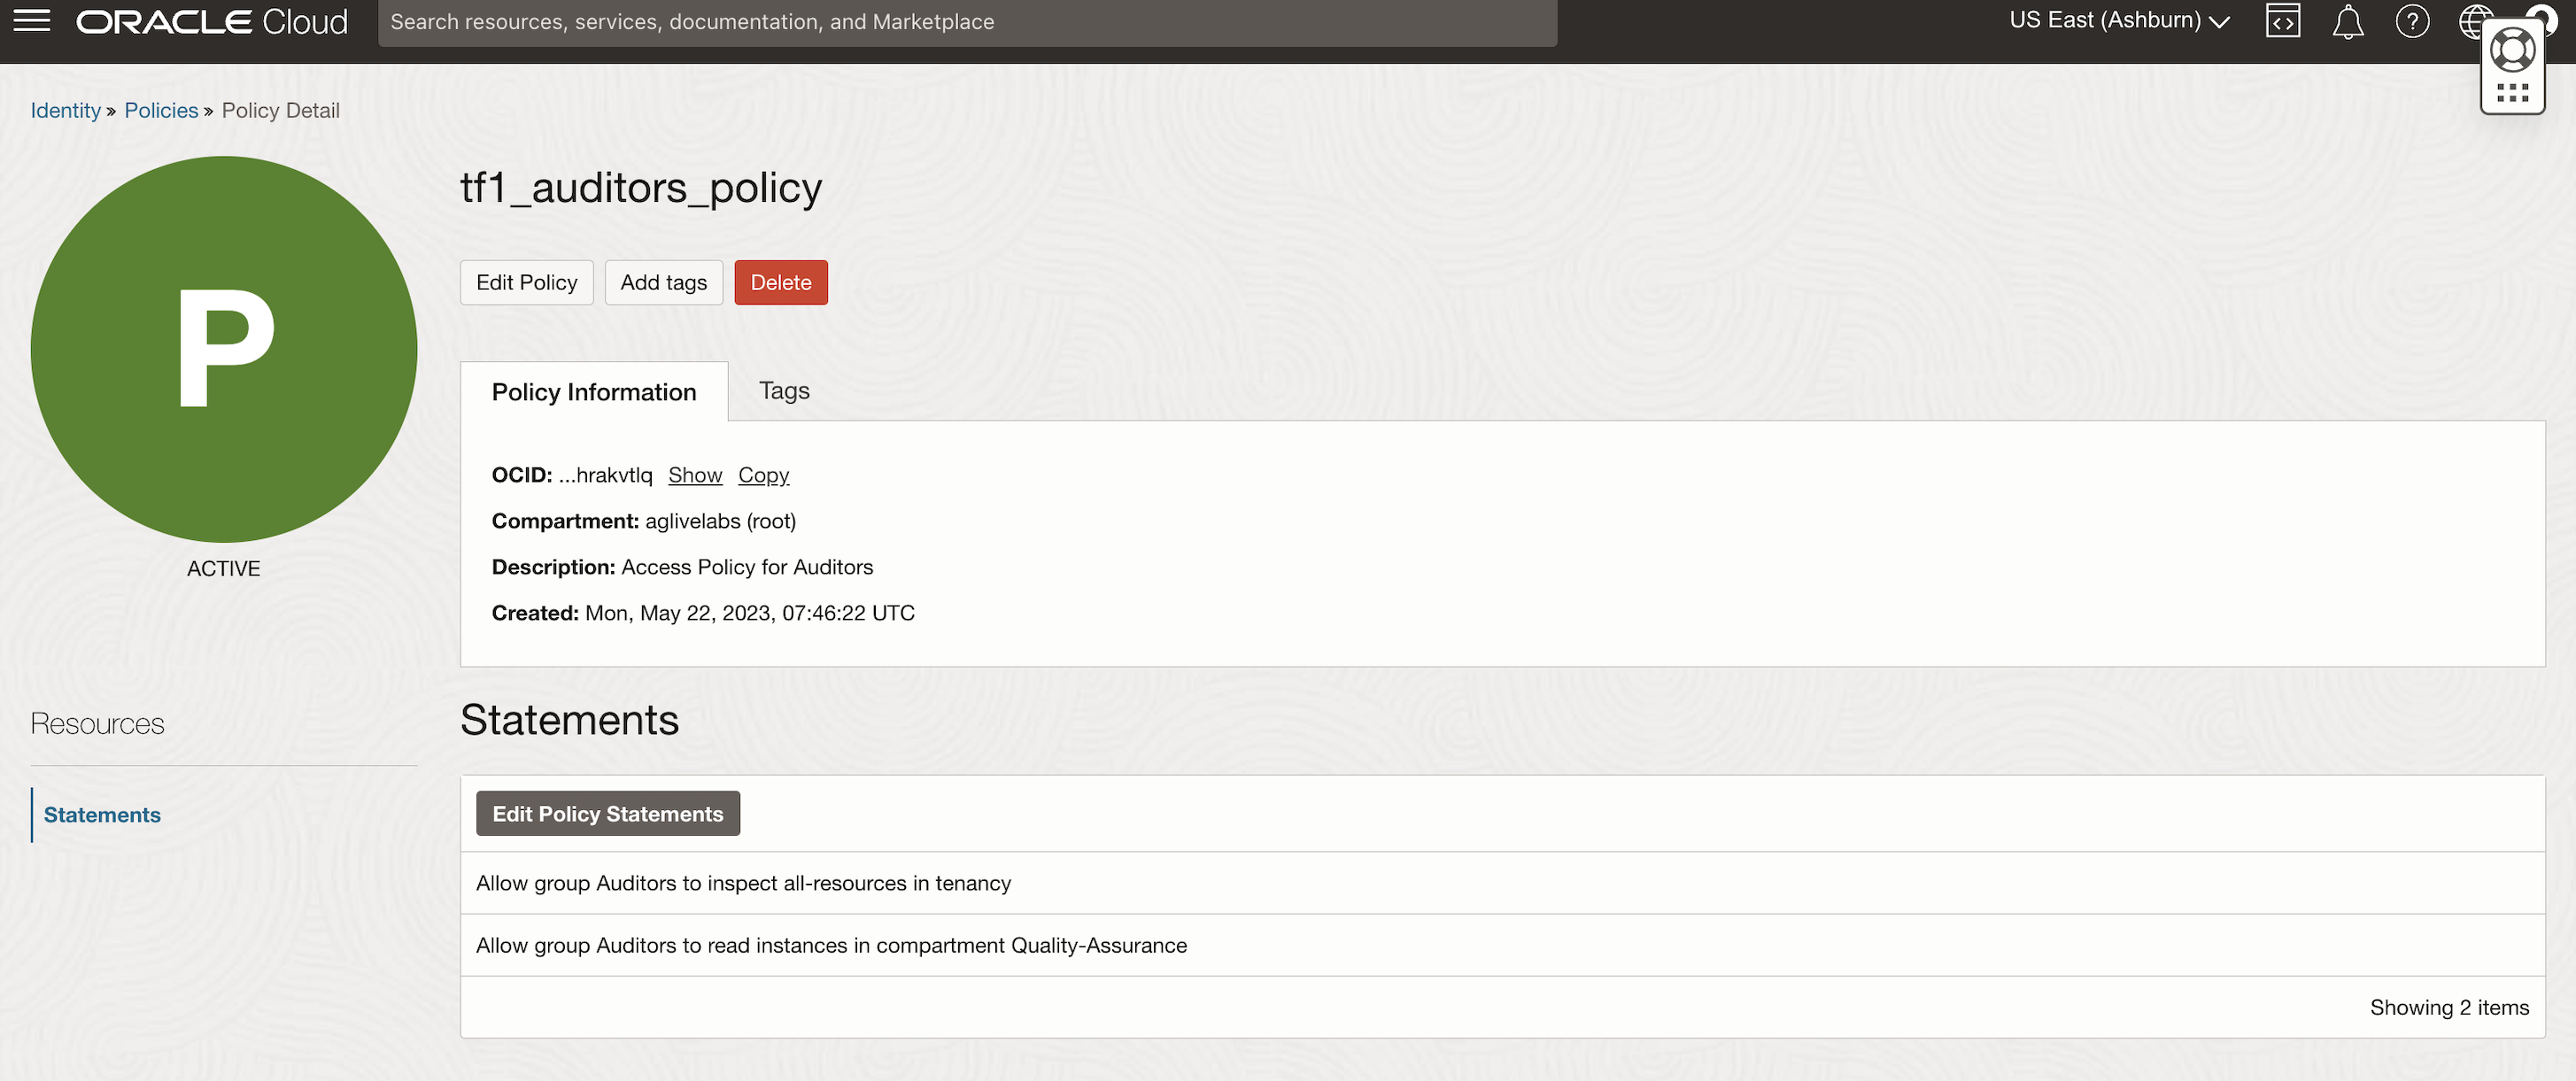 ORACLE Cloud
Search resources, services, documentation, and Marketplace
US East (Ashburn)
Identity » Policies » Policy Detail
P
ACTIVE
tf1_auditors_policy
Edit Policy Add tags Delete
Policy Information Tags
OCID: ...hrakvtlq Show Copy
Compartment: aglivelabs (root)
Description: Access Policy for Auditors
Created: Mon, May 22, 2023, 07:46:22 UTC
Resources
Statements
Statements
Edit Policy Statements
Allow group Auditors to inspect all-resources in tenancy
Allow group Auditors to read instances in compartment Quality-Assurance
Showing 2 items